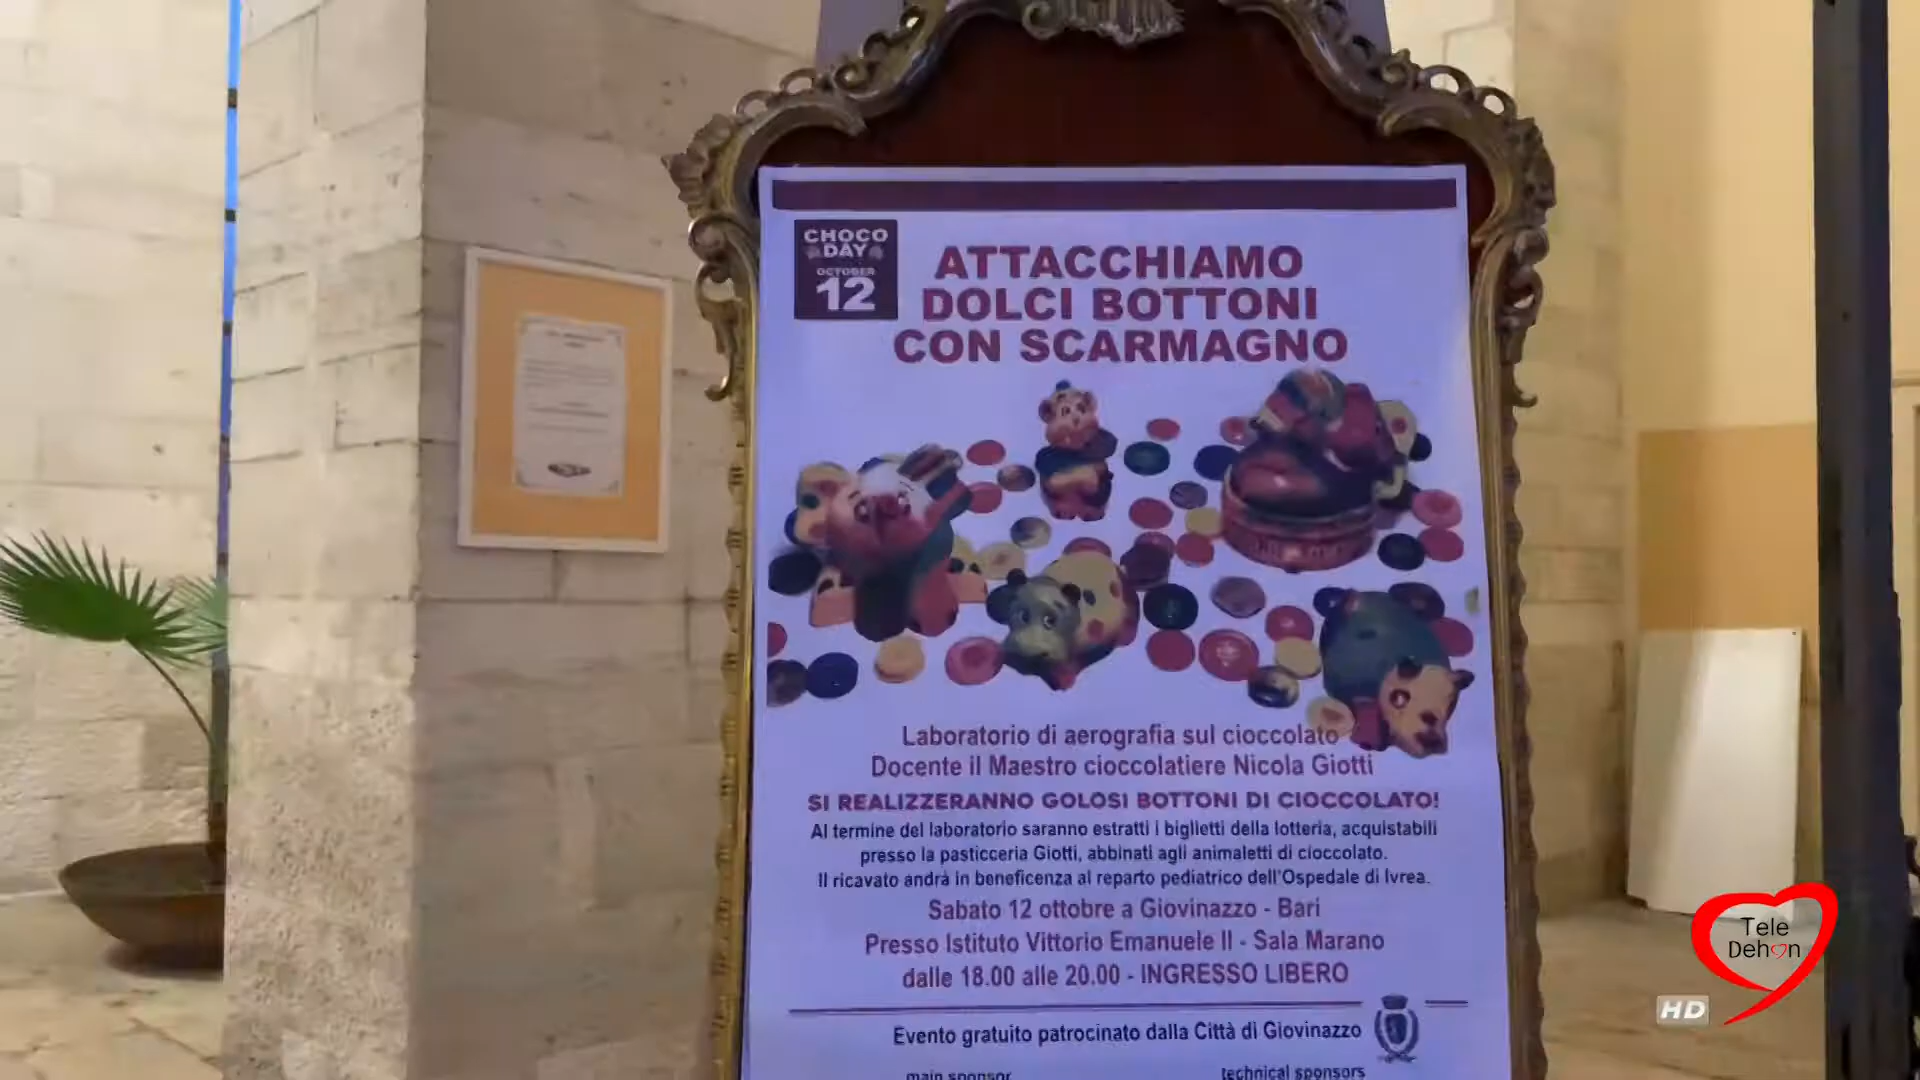 CHOCO
DAY
OCTOBER
12
ATTACCHIAMO
DOLCI BOTTONI
CON SCARMAGNO
Laboratorio di aerografia sul cioccolato
Docente il Maestro cioccolatiere Nicola Giotti
SI REALIZZERANNO GOLOSI BOTTONI DI CIOCCOLATO!
Al termine del laboratorio saranno estratti i biglietti della lotteria, acquistabili
presso la pasticceria Giotti, abbinati agli animaletti di cioccolato.
Il ricavato andrà in beneficenza al reparto pediatrico dell'Ospedale di Ivrea.
Sabato 12 ottobre a Giovinazzo - Bari
Presso Istituto Vittorio Emanuele II - Sala Marano
dalle 18.00 alle 20.00 - INGRESSO LIBERO
Evento gratuito patrocinato dalla Città di Giovinazzo
main sponsor technical sponsors
Tele
Dehon
HD